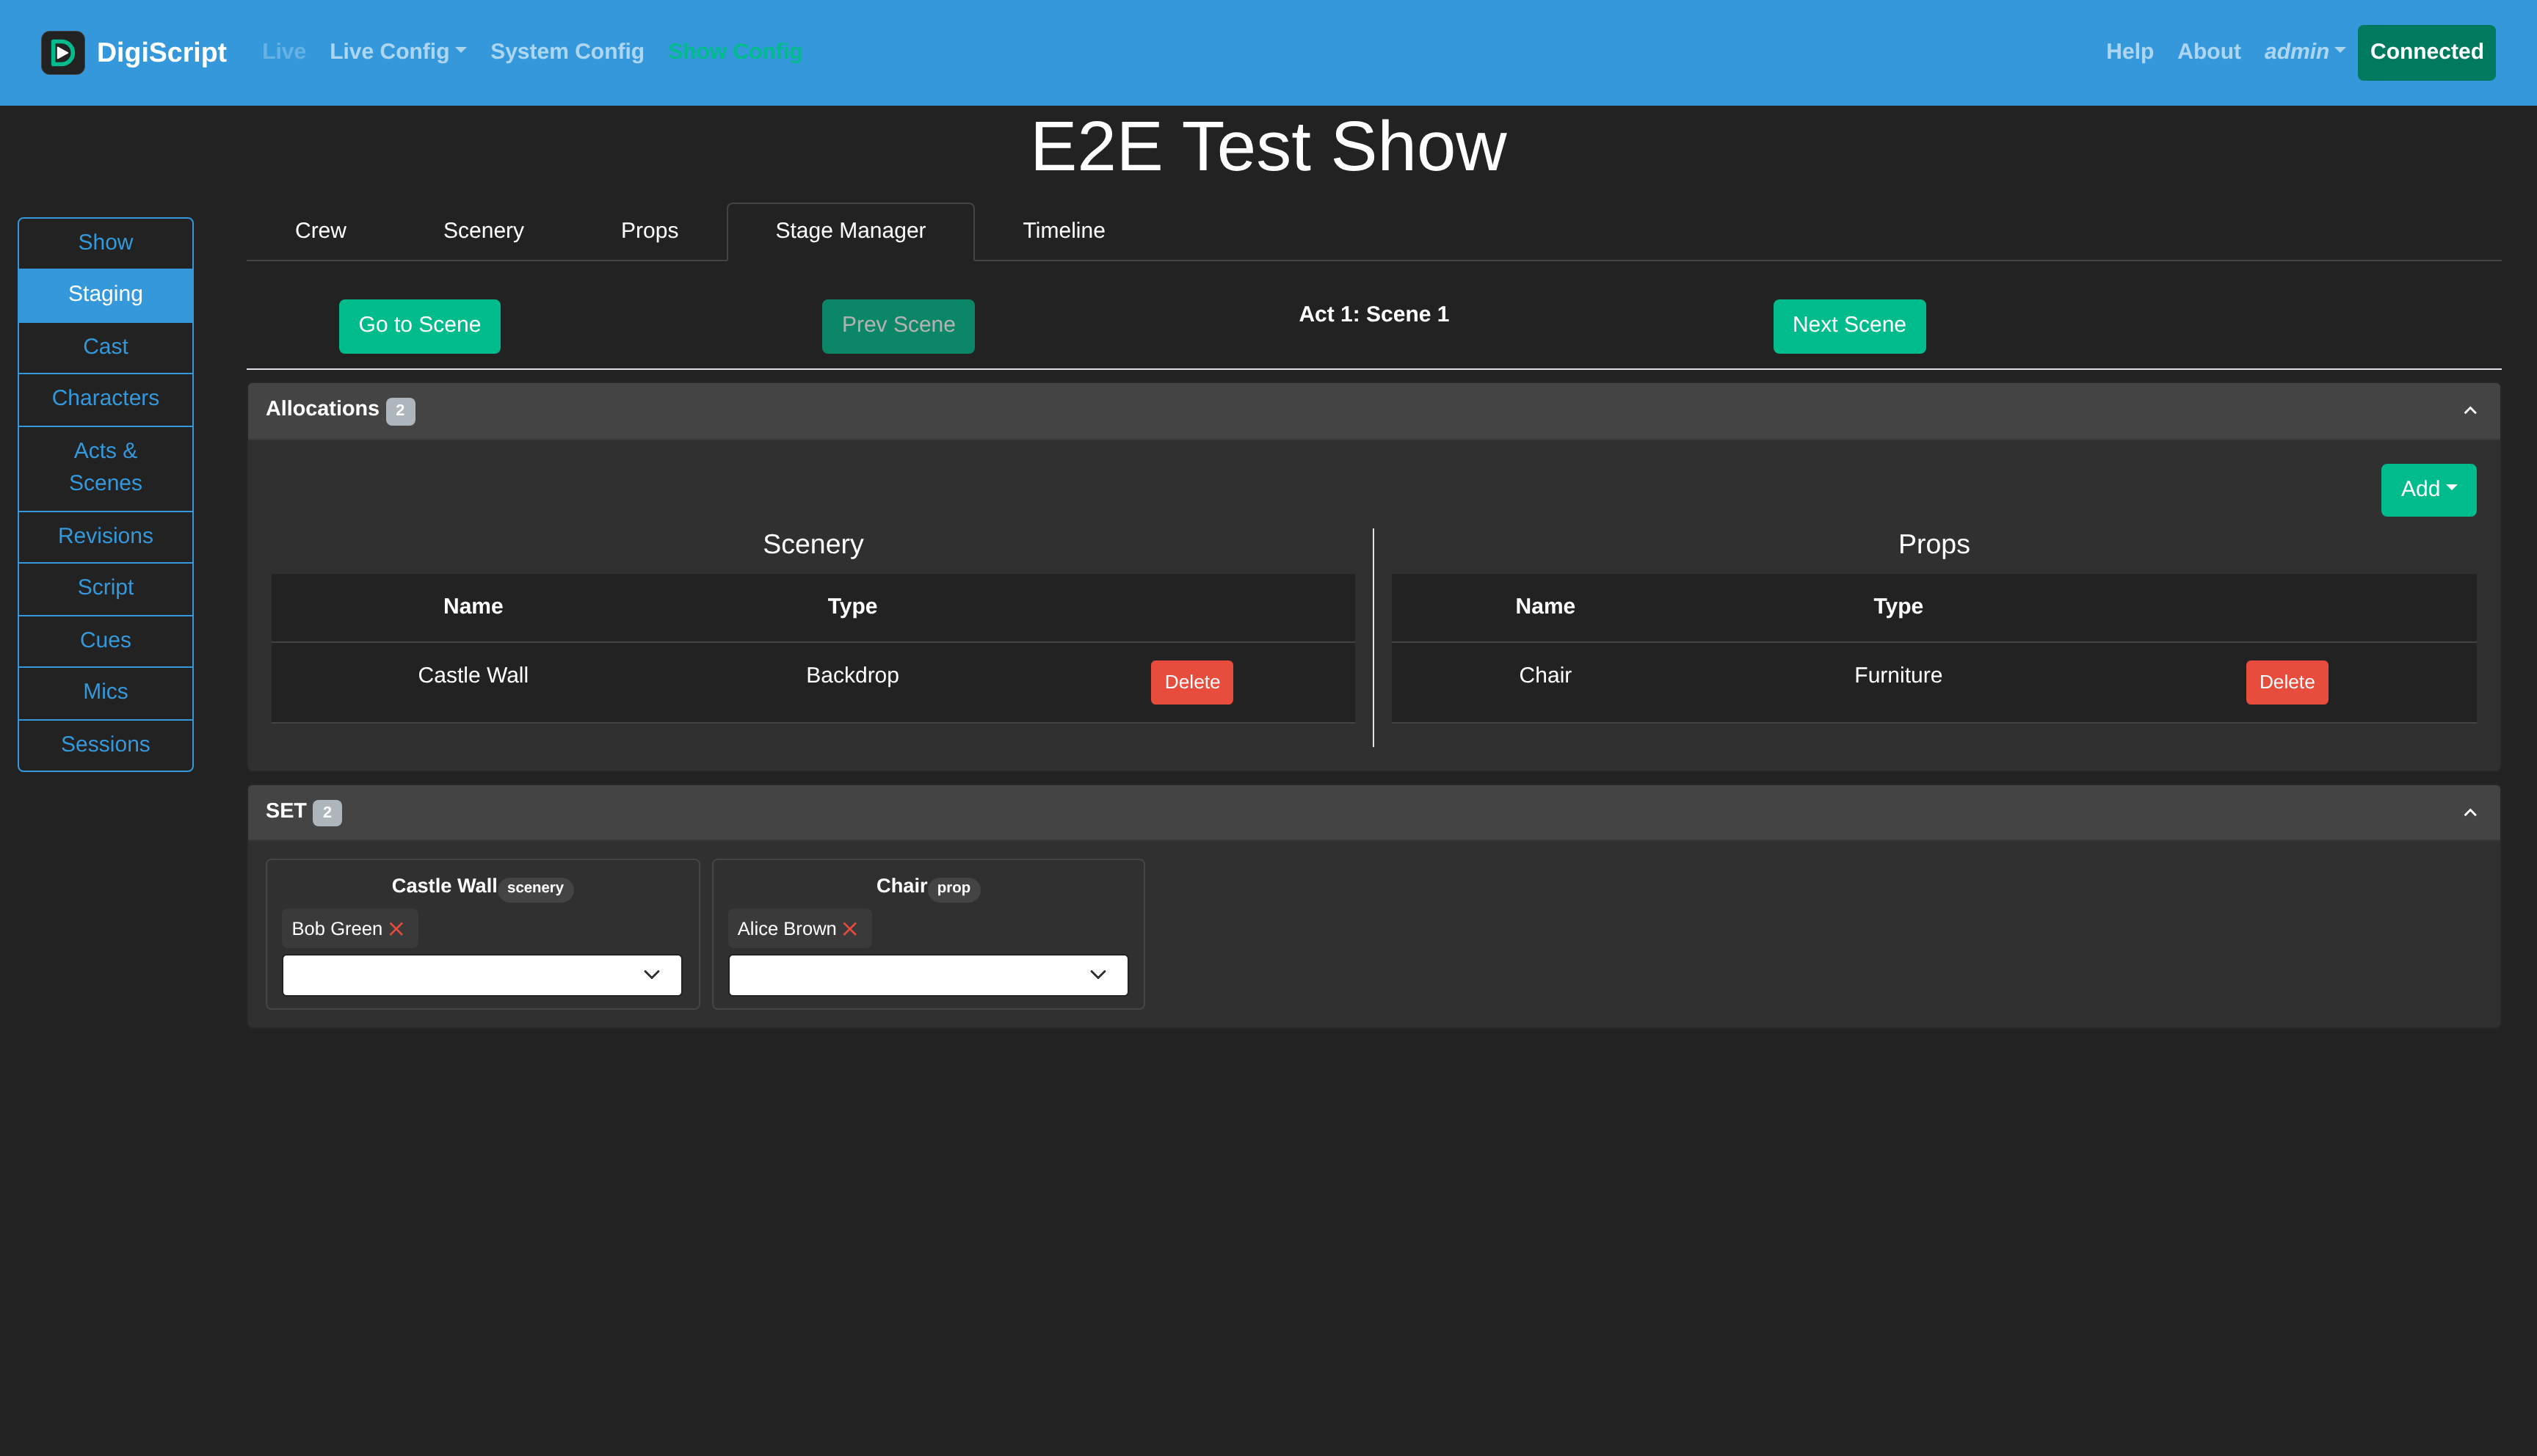 DigiScript Live Live Config System Config Show Config Help About admin Connected
E2E Test Show
Show
Staging
Cast
Characters
Acts &
Scenes
Revisions
Script
Cues
Mics
Sessions
Crew Scenery Props Stage Manager Timeline
Go to Scene Prev Scene Act 1: Scene 1 Next Scene
Allocations 2
Add
Scenery
Name Type
Castle Wall Backdrop Delete
Props
Name Type
Chair Furniture Delete
SET 2
Castle Wall scenery
Bob Green
Chair prop
Alice Brown